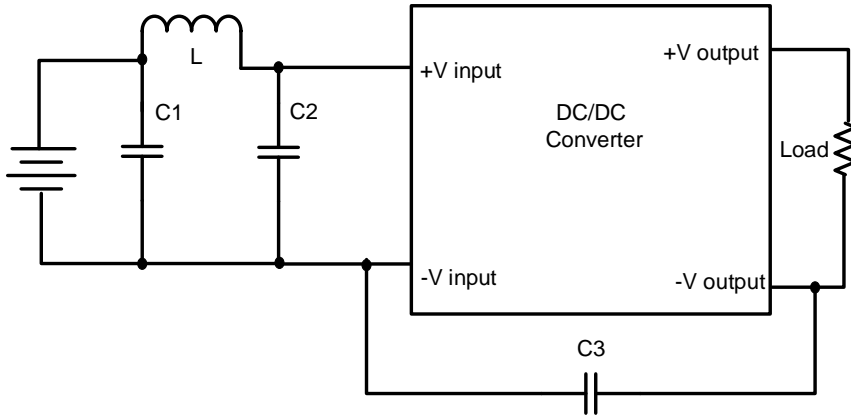 L
+V input
+V output
C1
C2
DC/DC
Converter
Load
-V input
-V output
C3